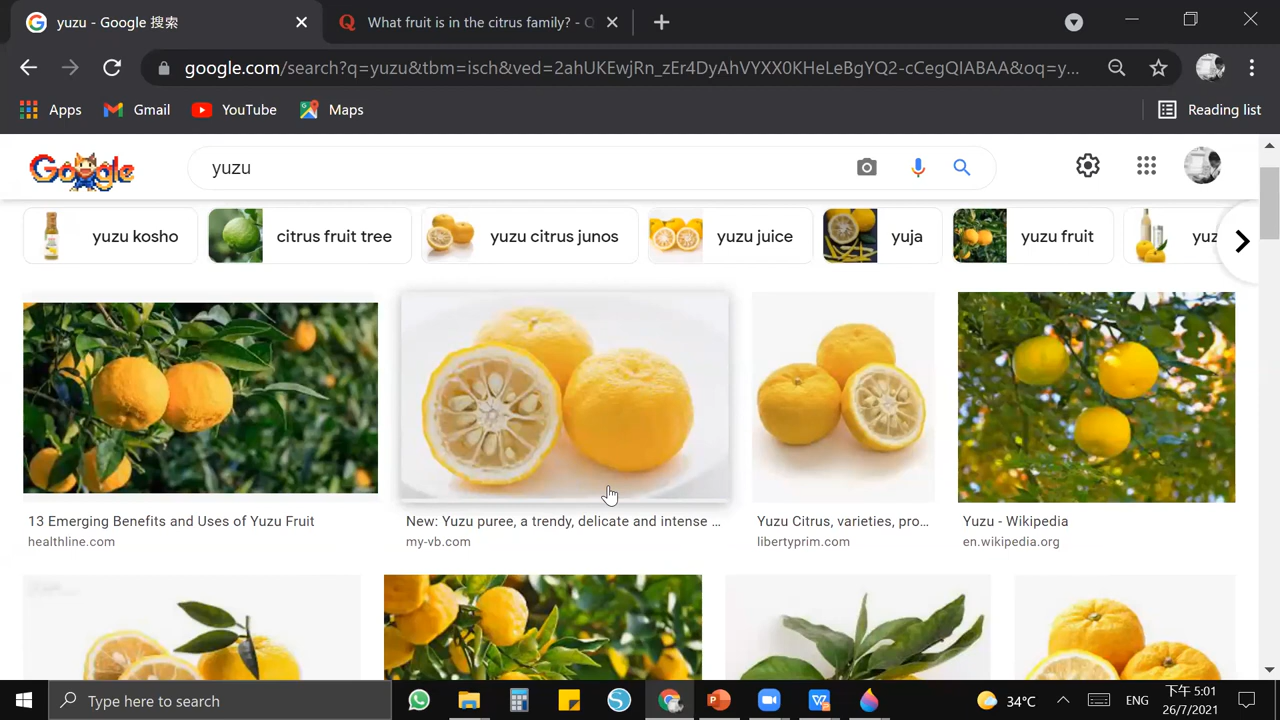 yuzu - Google 搜索
What fruit is in the citrus family? - Q
google.com/search?q=yuzu&tbm=isch&ved=2ahUKEwjRn_zEr4DyAhVYXX0KHeLeBgYQ2-cCegQIABAA&oq=y...
Apps Gmail YouTube Maps Reading list
Google yuzu
yuzu kosho citrus fruit tree yuzu citrus junos yuzu juice yuja yuzu fruit yuz
13 Emerging Benefits and Uses of Yuzu Fruit
healthline.com
New: Yuzu puree, a trendy, delicate and intense ...
my-vb.com
Yuzu Citrus, varieties, pro...
libertyprim.com
Yuzu - Wikipedia
en.wikipedia.org
Type here to search
34°C ENG
下午 5:01
26/7/2021